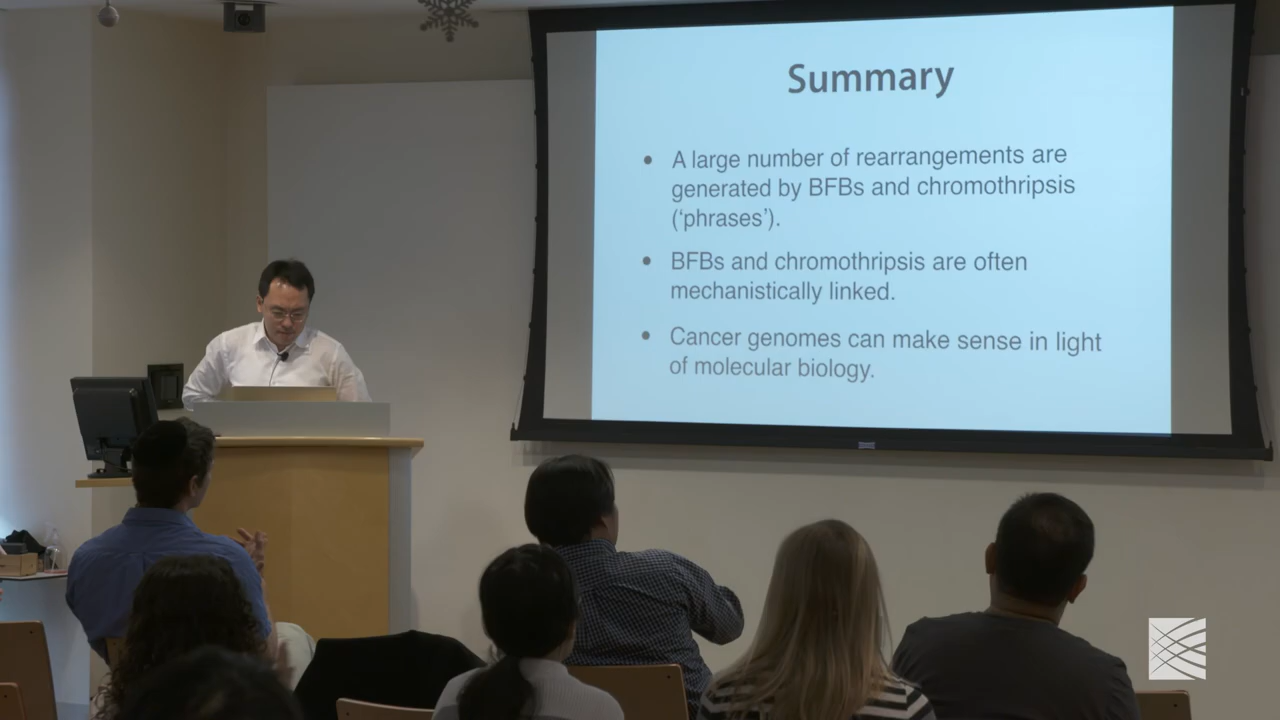 Summary
• A large number of rearrangements are
generated by BFBs and chromothripsis
(‘phrases’).
• BFBs and chromothripsis are often
mechanistically linked.
• Cancer genomes can make sense in light
of molecular biology.